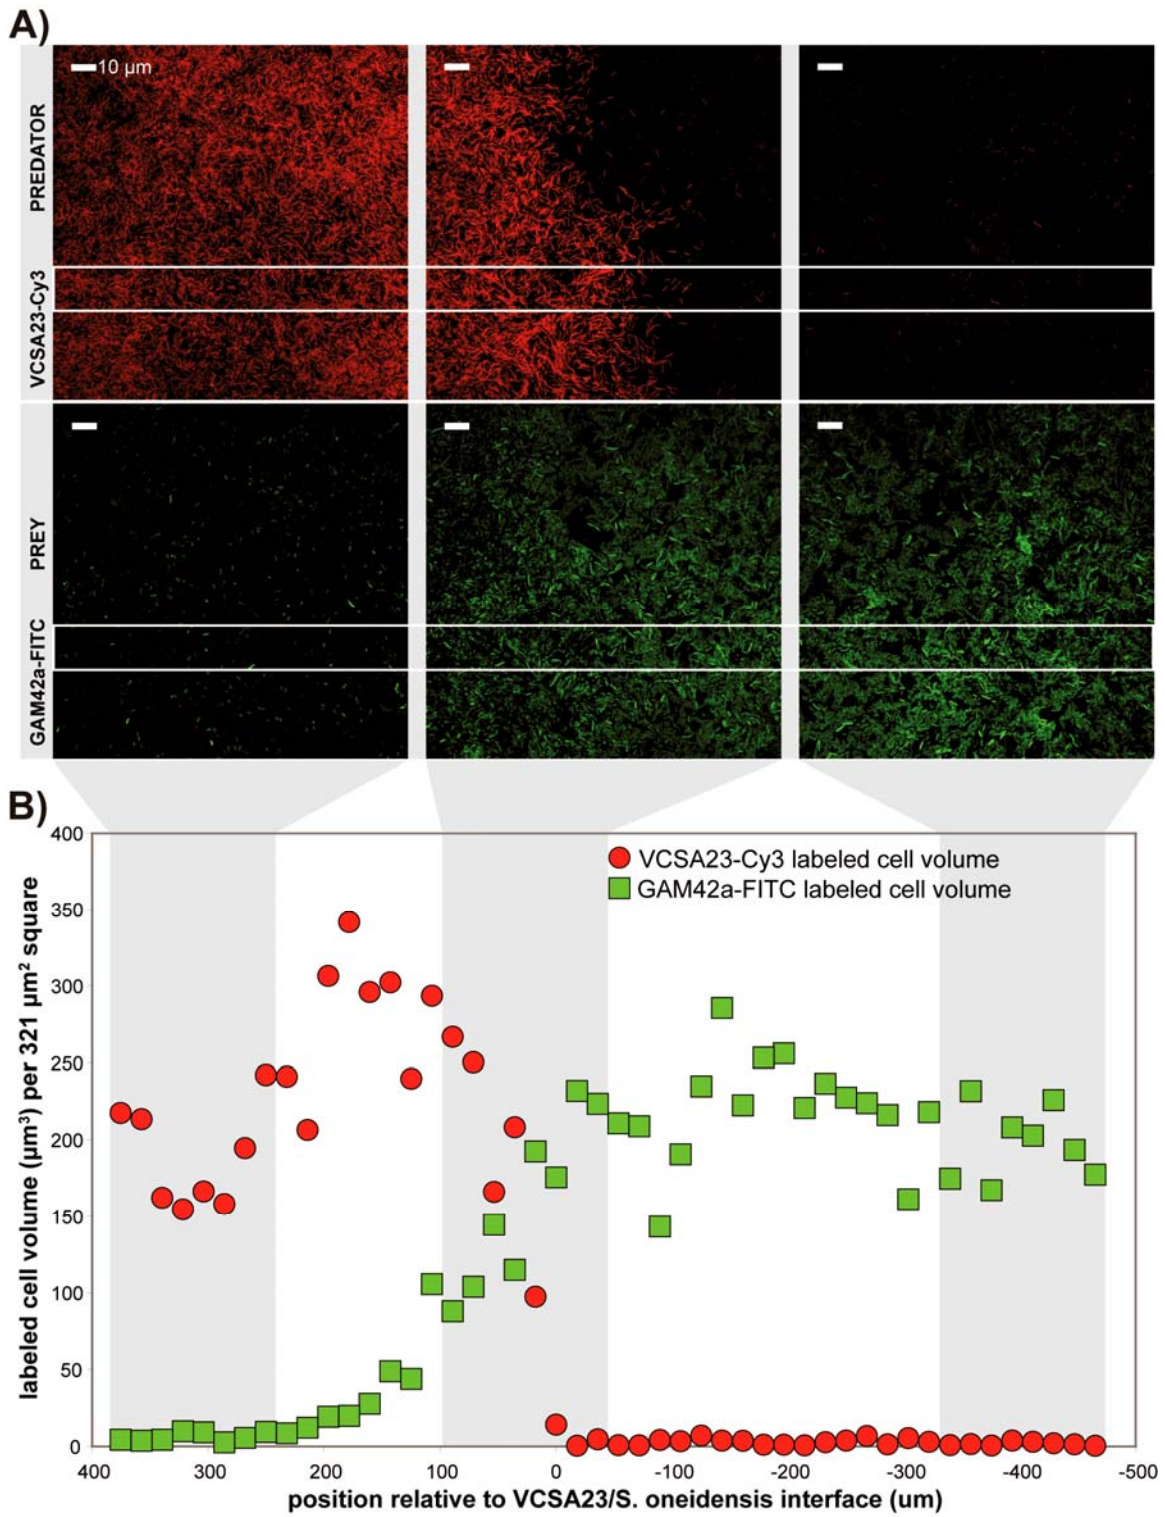 A)
10 µm
PREDATOR
VCSA23-Cy3
PREY
GAM42a-FITC
B)
labeled cell volume (µm³) per 321 µm² square
400
350
300
250
200
150
100
50
0
VCSA23-Cy3 labeled cell volume
GAM42a-FITC labeled cell volume
400 300 200 100 0 -100 -200 -300 -400 -500
position relative to VCSA23/S. oneidensis interface (um)